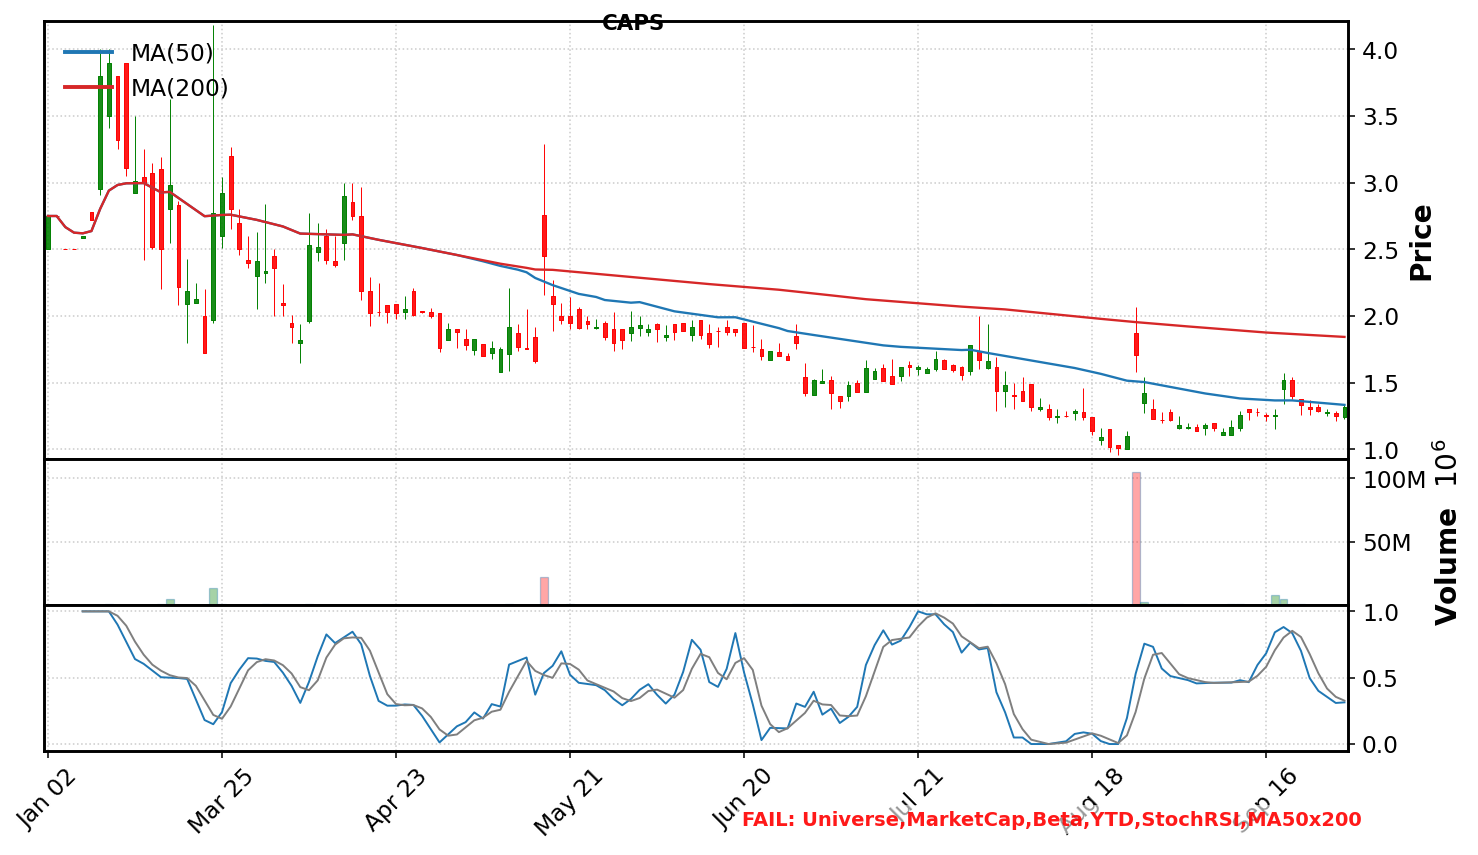 CAPS
MA(50)
MA(200)
4.0
3.5
3.0
2.5
2.0
1.5
1.0
Price
100M
50M
Volume 10⁶
1.0
0.5
0.0
Jan 02
Mar 25
Apr 23
May 21
Jun 20
Jul 21
Aug 18
Sep 16
FAIL: Universe,MarketCap,Beta,YTD,StochRSI,MA50x200